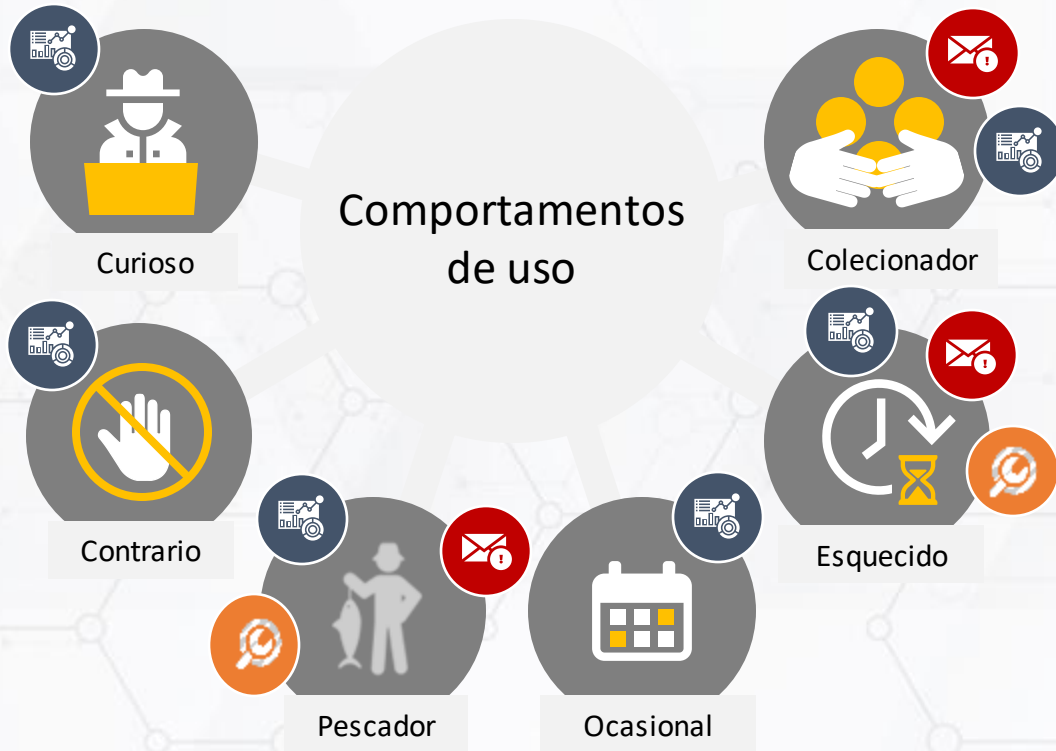 Comportamentos
de uso
Curioso
Colecionador
Contrario
Esquecido
Pescador
Ocasional